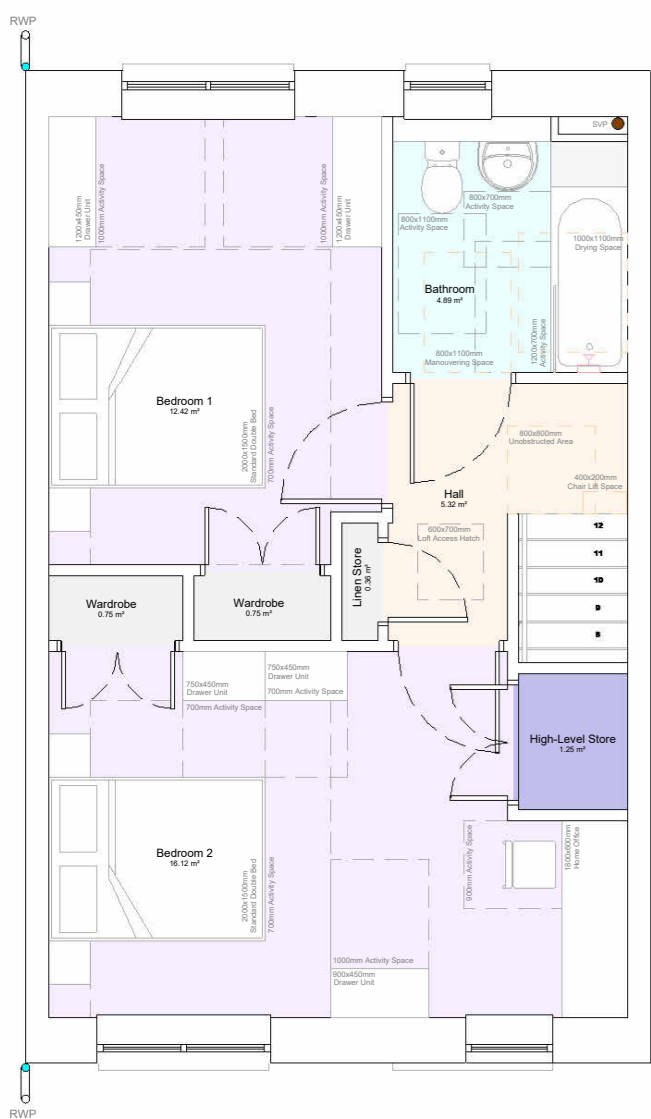 RWP
SVP
1200x450mm
Drawer Unit
1000mm Activity Space
1000mm Activity Space
1200x450mm
Drawer Unit
800x700mm
Activity Space
800x1100mm
Activity Space
1000x1100mm
Drying Space
Bathroom
4.89 m²
1200x700mm
Activity Space
800x1100mm
Manouvering Space
Bedroom 1
12.42 m²
2000x1500mm
Standard Double Bed
700mm Activity Space
800x800mm
Unobstructed Area
400x200mm
Chair Lift Space
Hall
5.32 m²
600x700mm
Loft Access Hatch
12
11
10
9
8
Linen Store
0.36 m²
Wardrobe
0.75 m²
Wardrobe
0.75 m²
750x450mm
Drawer Unit
700mm Activity Space
750x450mm
Drawer Unit
700mm Activity Space
High-Level Store
1.25 m²
Bedroom 2
16.12 m²
2000x1500mm
Standard Double Bed
700mm Activity Space
900mm Activity Space
1800x600mm
Home Office
1000mm Activity Space
900x450mm
Drawer Unit
RWP